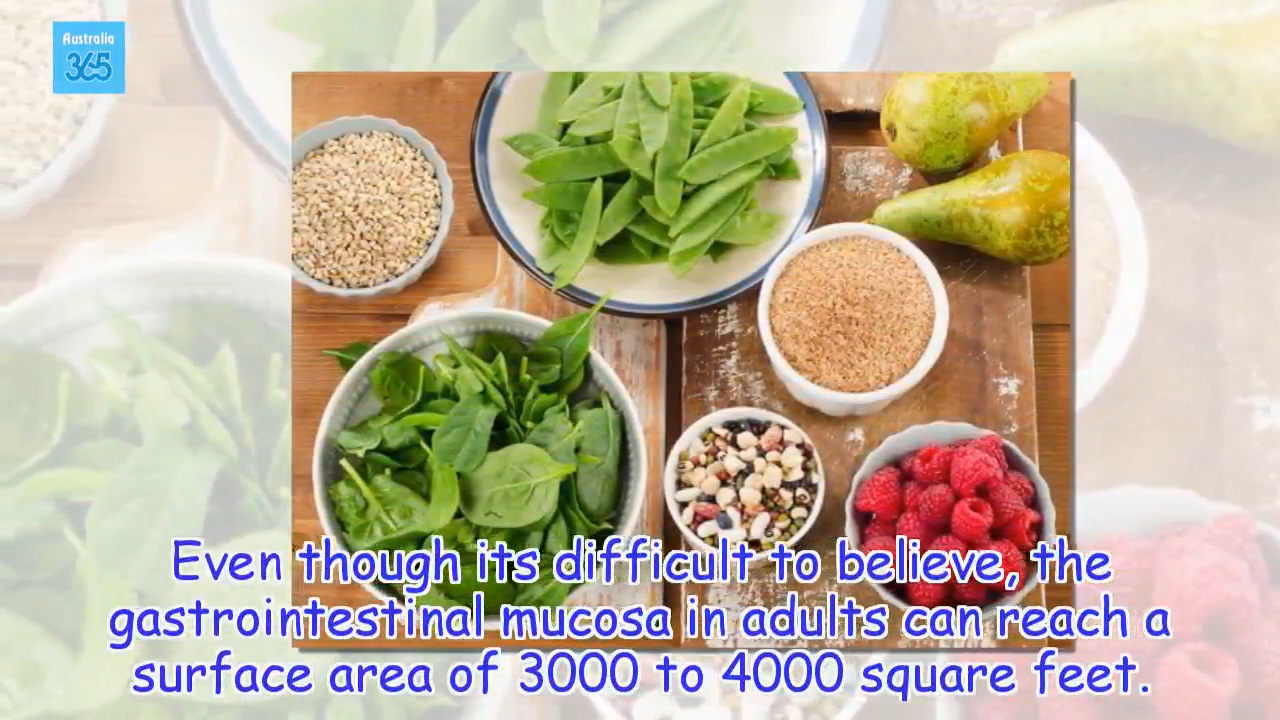 Australia
365
Even though its difficult to believe, the
gastrointestinal mucosa in adults can reach a
surface area of 3000 to 4000 square feet.